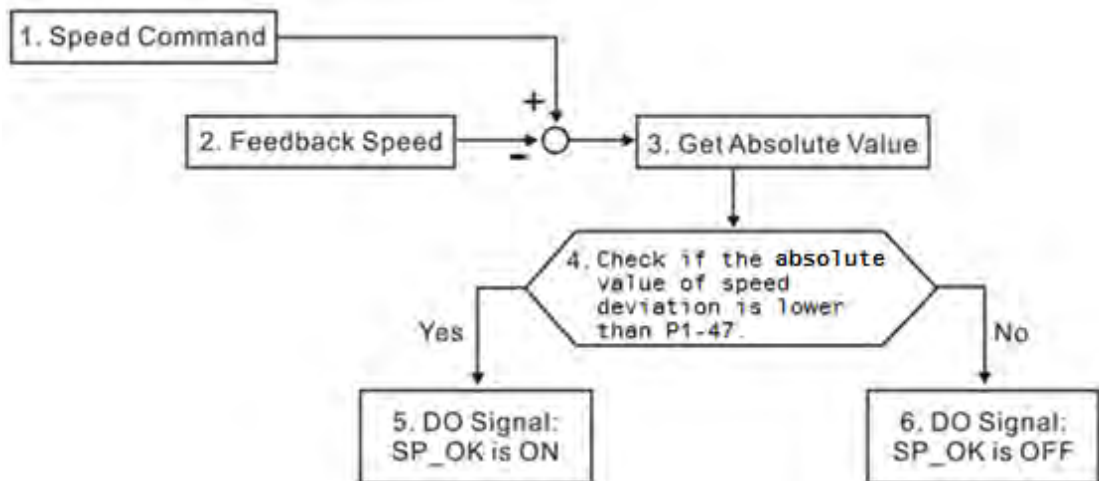 1. Speed Command
+
2. Feedback Speed
-
3. Get Absolute Value
4. Check if the absolute
value of speed
deviation is lower
than P1-47.
Yes
No
5. DO Signal:
SP_OK is ON
6. DO Signal:
SP_OK is OFF